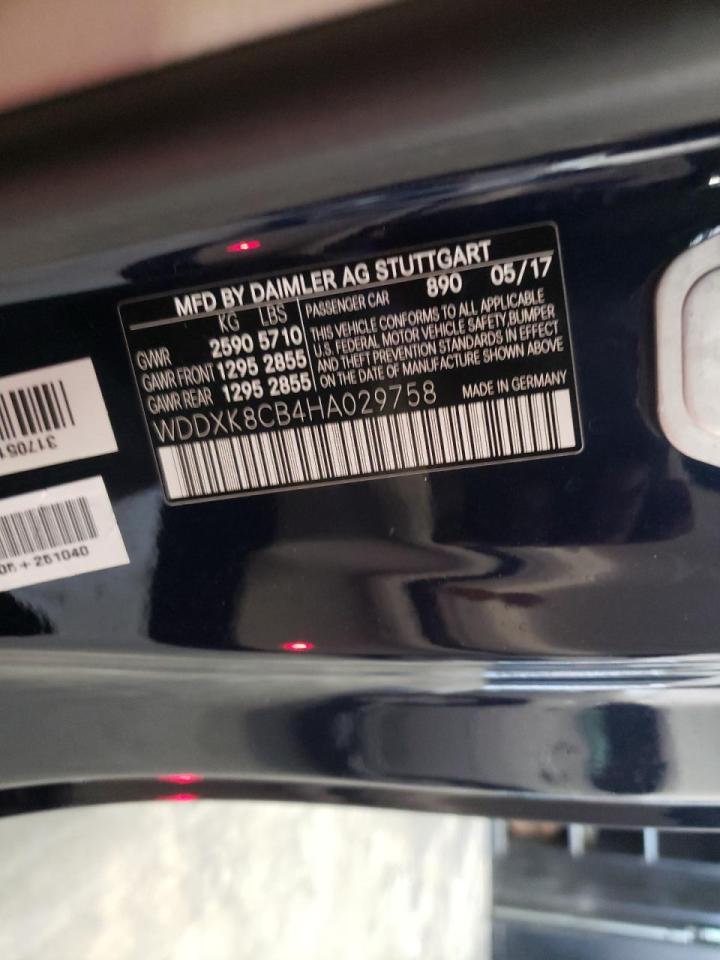 MFD BY DAIMLER AG STUTTGART
KG LBS
GVWR 2590 5710
GAWR FRONT 1295 2855
GAWR REAR 1295 2855
PASSENGER CAR 890 05/17
THIS VEHICLE CONFORMS TO ALL APPLICABLE
U.S. FEDERAL MOTOR VEHICLE SAFETY BUMPER
AND THEFT PREVENTION STANDARDS IN EFFECT
ON THE DATE OF MANUFACTURE SHOWN ABOVE
WDDXK8CB4HA029758 MADE IN GERMANY